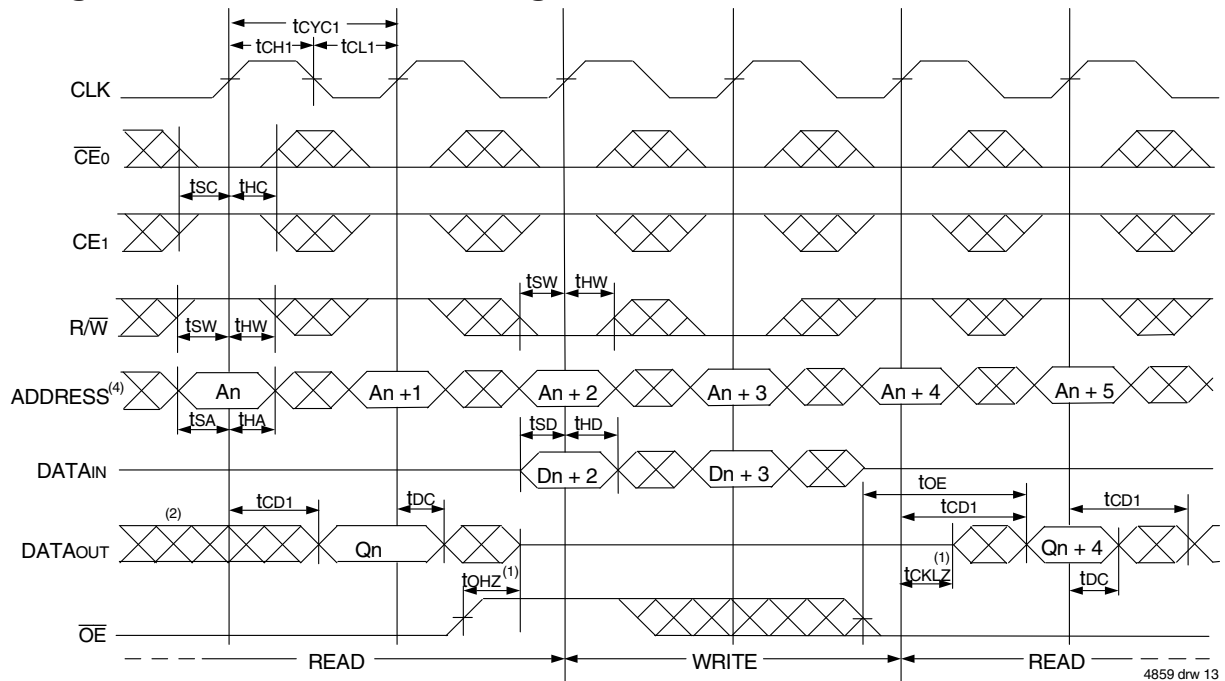 tCYC1
tCH1 tCL1
CLK
CE0
tSC tHC
CE1
tSW tHW
R/W
tSW tHW
ADDRESS(4) An An +1 An + 2 An + 3 An + 4 An + 5
tSA tHA tSD tHD
DATAIN Dn + 2 Dn + 3
tOE
(2) tCD1 tDC tCD1 tCD1
DATAOUT Qn Qn + 4
tOHZ(1) tCKLZ(1) tDC
OE
READ WRITE READ
4859 drw 13